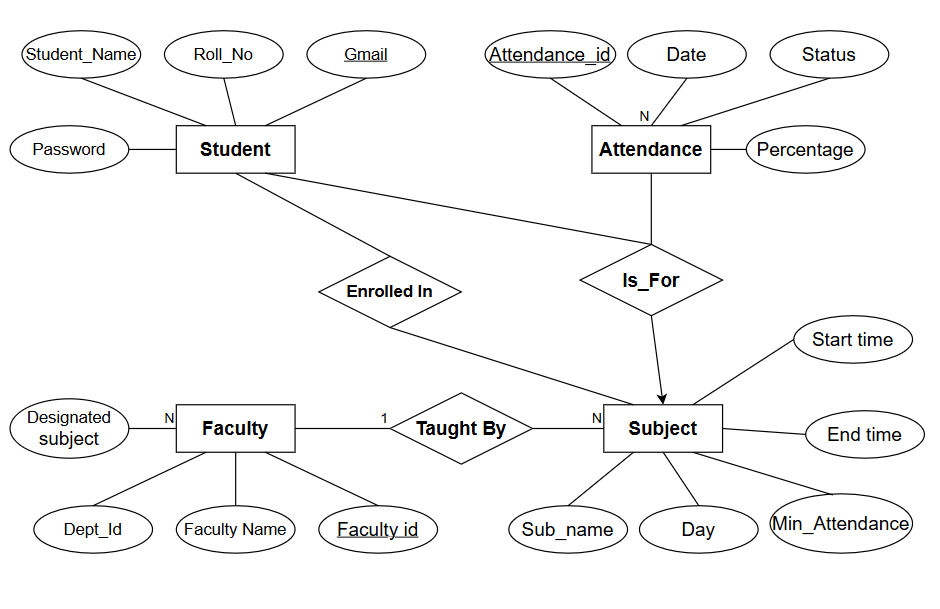 Student_Name
Roll_No
Gmail
Attendance_id
Date
Status
N
Password
Student
Attendance
Percentage
Enrolled In
Is_For
Start time
Designated
subject
N
Faculty
1
Taught By
N
Subject
End time
Dept_Id
Faculty Name
Faculty id
Sub_name
Day
Min_Attendance